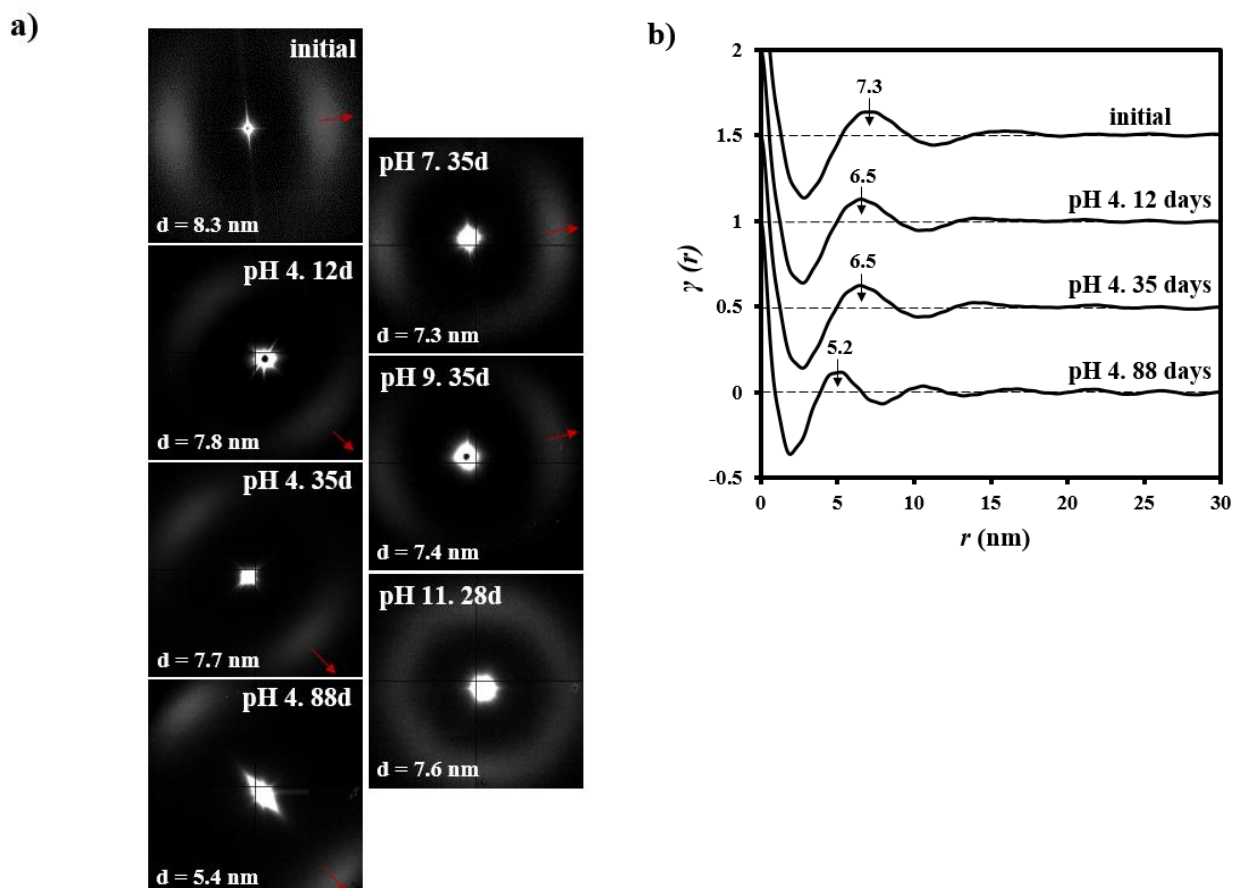 a)
initial
d = 8.3 nm
pH 4. 12d
d = 7.8 nm
pH 4. 35d
d = 7.7 nm
pH 4. 88d
d = 5.4 nm
pH 7. 35d
d = 7.3 nm
pH 9. 35d
d = 7.4 nm
pH 11. 28d
d = 7.6 nm
b)
2
1.5
1
0.5
0
-0.5
γ (r)
7.3
initial
6.5
pH 4. 12 days
6.5
pH 4. 35 days
5.2
pH 4. 88 days
0 5 10 15 20 25 30
r (nm)